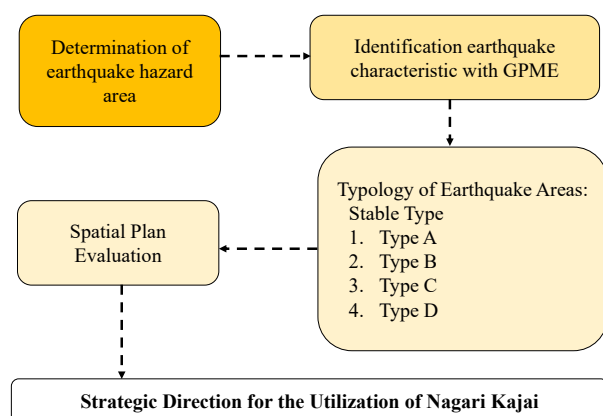 Determination of
earthquake hazard
area
Identification earthquake
characteristic with GPME
Typology of Earthquake Areas:
Stable Type
1. Type A
2. Type B
3. Type C
4. Type D
Spatial Plan
Evaluation
Strategic Direction for the Utilization of Nagari Kajai